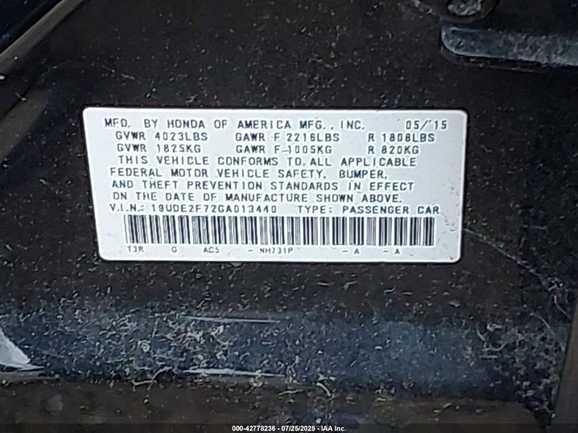 MFD. BY HONDA OF AMERICA MFG., INC. 05/15
GVWR 4023LBS GAWR F 2216LBS R 1808LBS
GVWR 1825KG GAWR F 1005KG R 820KG
THIS VEHICLE CONFORMS TO ALL APPLICABLE
FEDERAL MOTOR VEHICLE SAFETY, BUMPER,
AND THEFT PREVENTION STANDARDS IN EFFECT
ON THE DATE OF MANUFACTURE SHOWN ABOVE.
V.I.N.: 19UDE2F72GA013440 TYPE: PASSENGER CAR
T3R G AC5 - NH731P - A - A
000-42778236 - 07/25/2025 - IAA Inc.